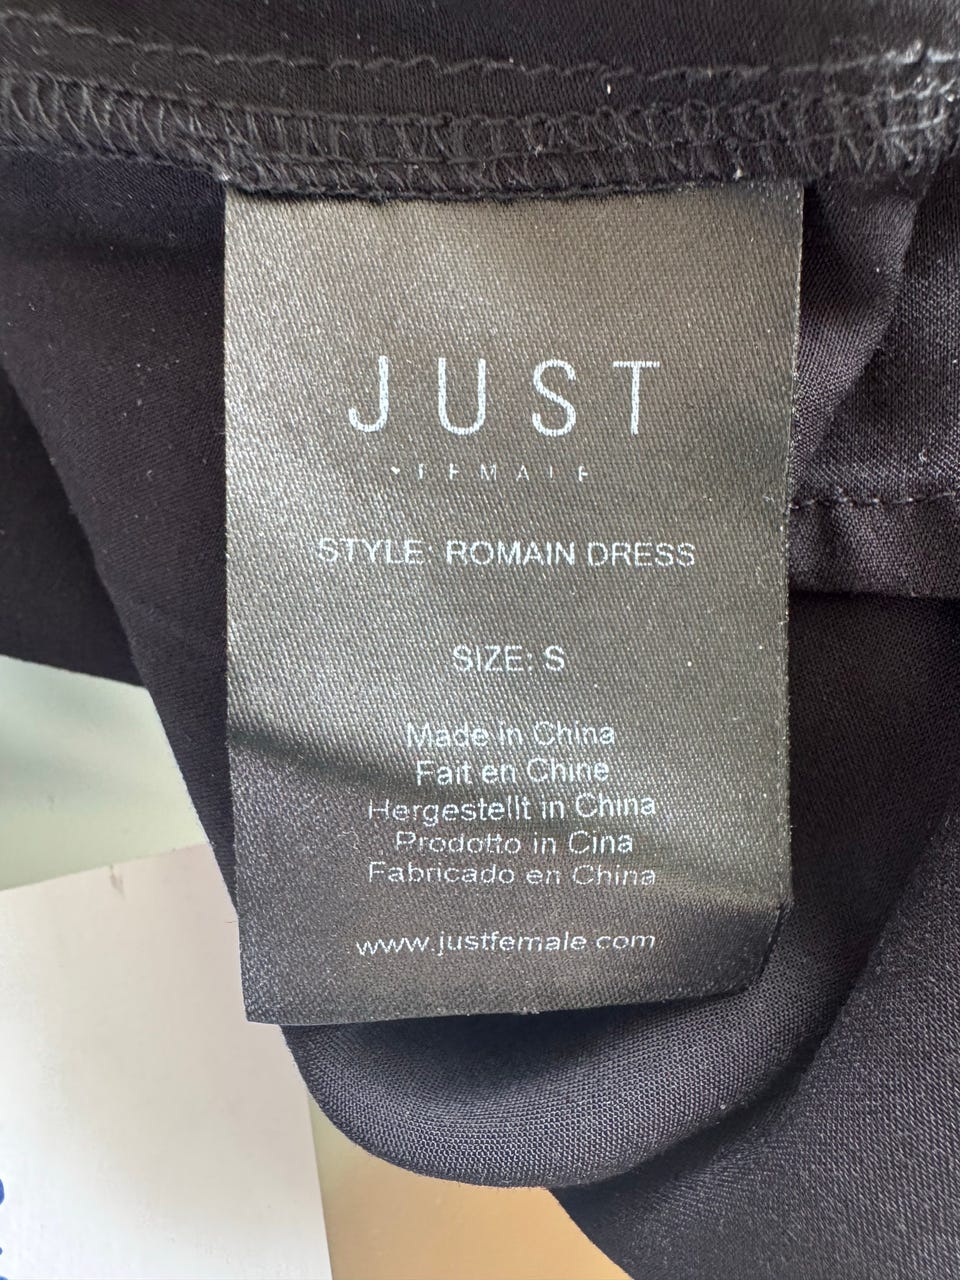 JUST
FEMALE
STYLE: ROMAIN DRESS
SIZE: S
Made in China
Fait en Chine
Hergestellt in China
Prodotto in Cina
Fabricado en China
www.justfemale.com